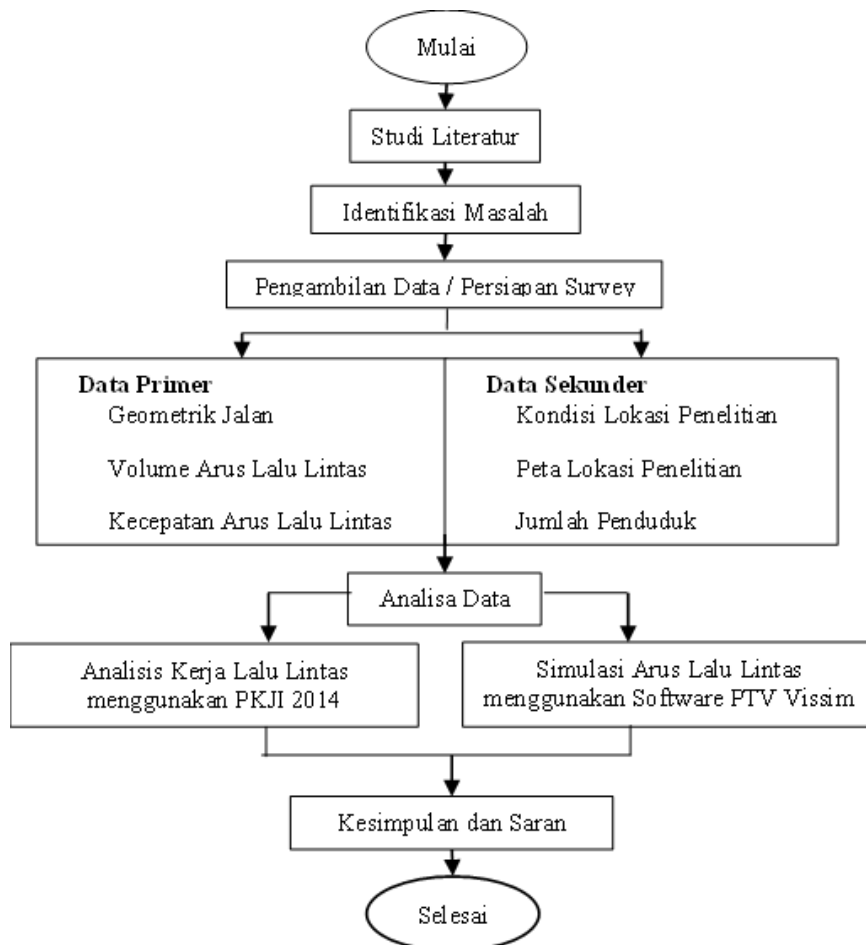 Mulai
Studi Literatur
Identifikasi Masalah
Pengambilan Data / Persiapan Survey
Data Primer
Geometrik Jalan
Volume Arus Lalu Lintas
Kecepatan Arus Lalu Lintas
Data Sekunder
Kondisi Lokasi Penelitian
Peta Lokasi Penelitian
Jumlah Penduduk
Analisa Data
Analisis Kerja Lalu Lintas
menggunakan PKJI 2014
Simulasi Arus Lalu Lintas
menggunakan Software PTV Vissim
Kesimpulan dan Saran
Selesai